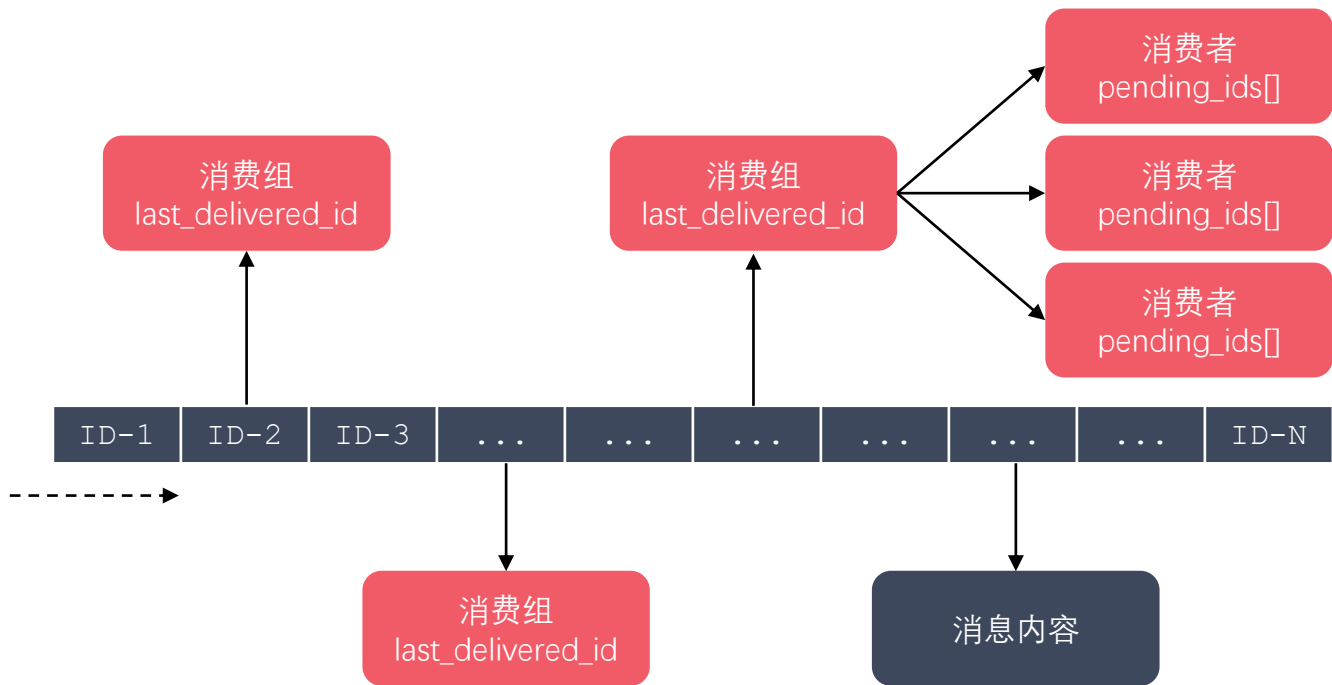 消费者
pending_ids[]
消费组
last_delivered_id
消费组
last_delivered_id
消费者
pending_ids[]
消费者
pending_ids[]
ID-1 ID-2 ID-3 ... ... ... ... ... ... ID-N
消费组
last_delivered_id
消息内容